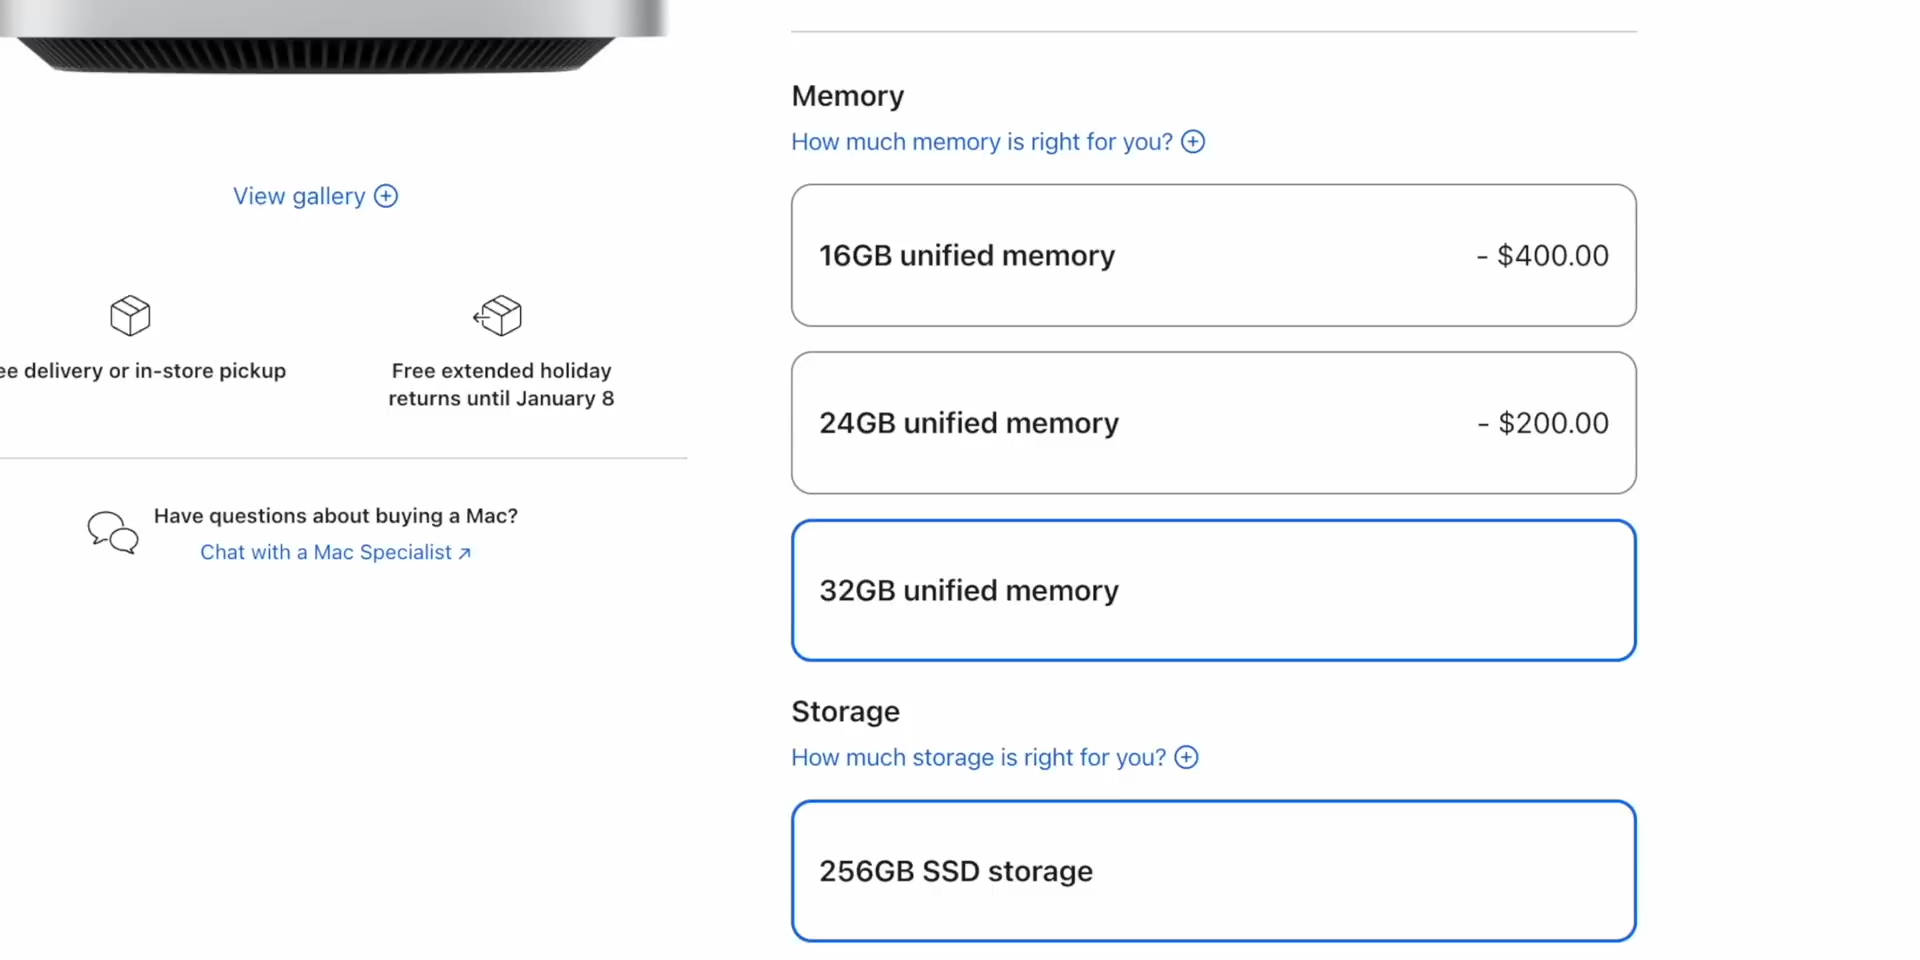 View gallery
delivery or in-store pickup
Free extended holiday
returns until January 8
Have questions about buying a Mac?
Chat with a Mac Specialist ↗
Memory
How much memory is right for you?
16GB unified memory - $400.00
24GB unified memory - $200.00
32GB unified memory
Storage
How much storage is right for you?
256GB SSD storage